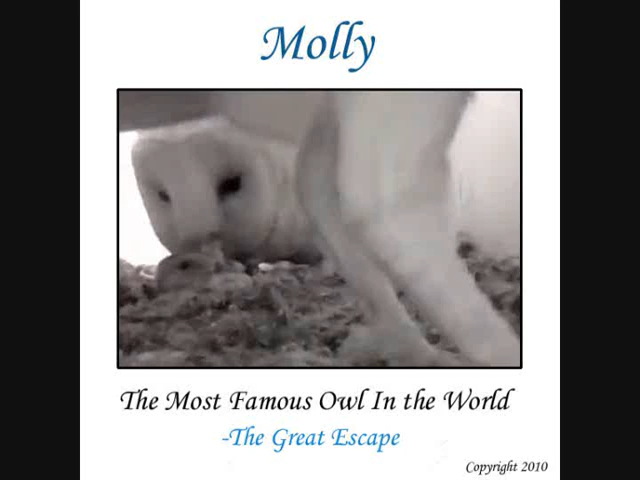 Molly
The Most Famous Owl In the World
-The Great Escape
Copyright 2010